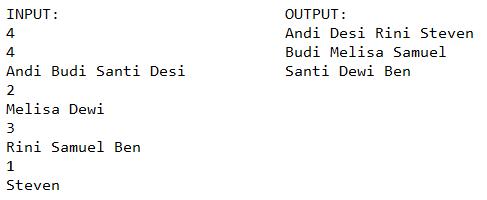 INPUT:
4
4
Andi Budi Santi Desi
2
Melisa Dewi
3
Rini Samuel Ben
1
Steven
OUTPUT:
Andi Desi Rini Steven
Budi Melisa Samuel
Santi Dewi Ben